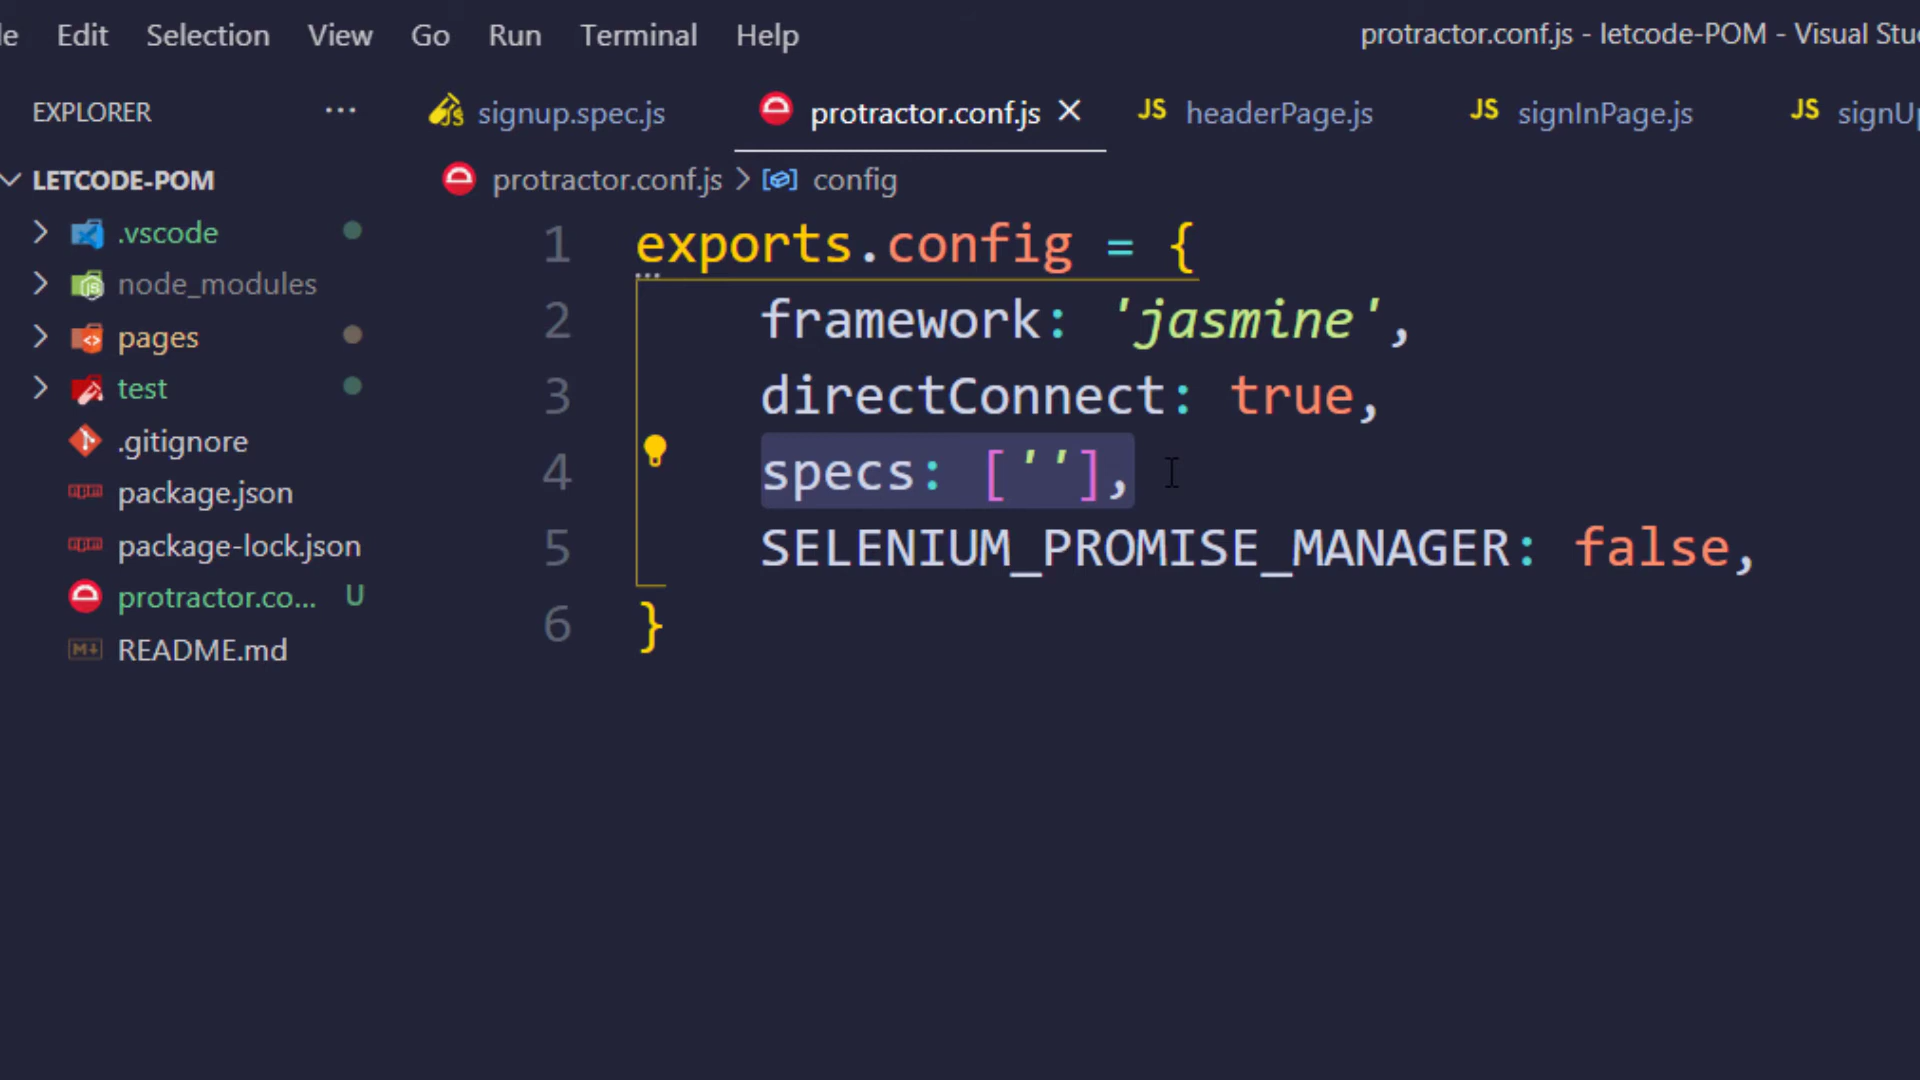 le Edit Selection View Go Run Terminal Help protractor.conf.js - letcode-POM - Visual Stu
EXPLORER ··· signup.spec.js protractor.conf.js JS headerPage.js JS signInPage.js JS signUp
LETCODE-POM protractor.conf.js > config
.vscode
node_modules
pages
test
.gitignore
package.json
package-lock.json
protractor.co... U
M README.md
1 exports.config = {
2 framework: 'jasmine',
3 directConnect: true,
4 specs: [''],
5 SELENIUM_PROMISE_MANAGER: false,
6 }